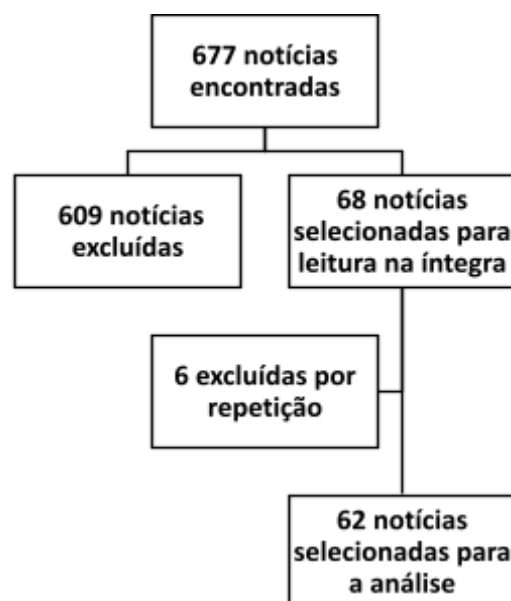 677 notícias
encontradas
609 notícias
excluídas
68 notícias
selecionadas para
leitura na íntegra
6 excluídas por
repetição
62 notícias
selecionadas para
a análise